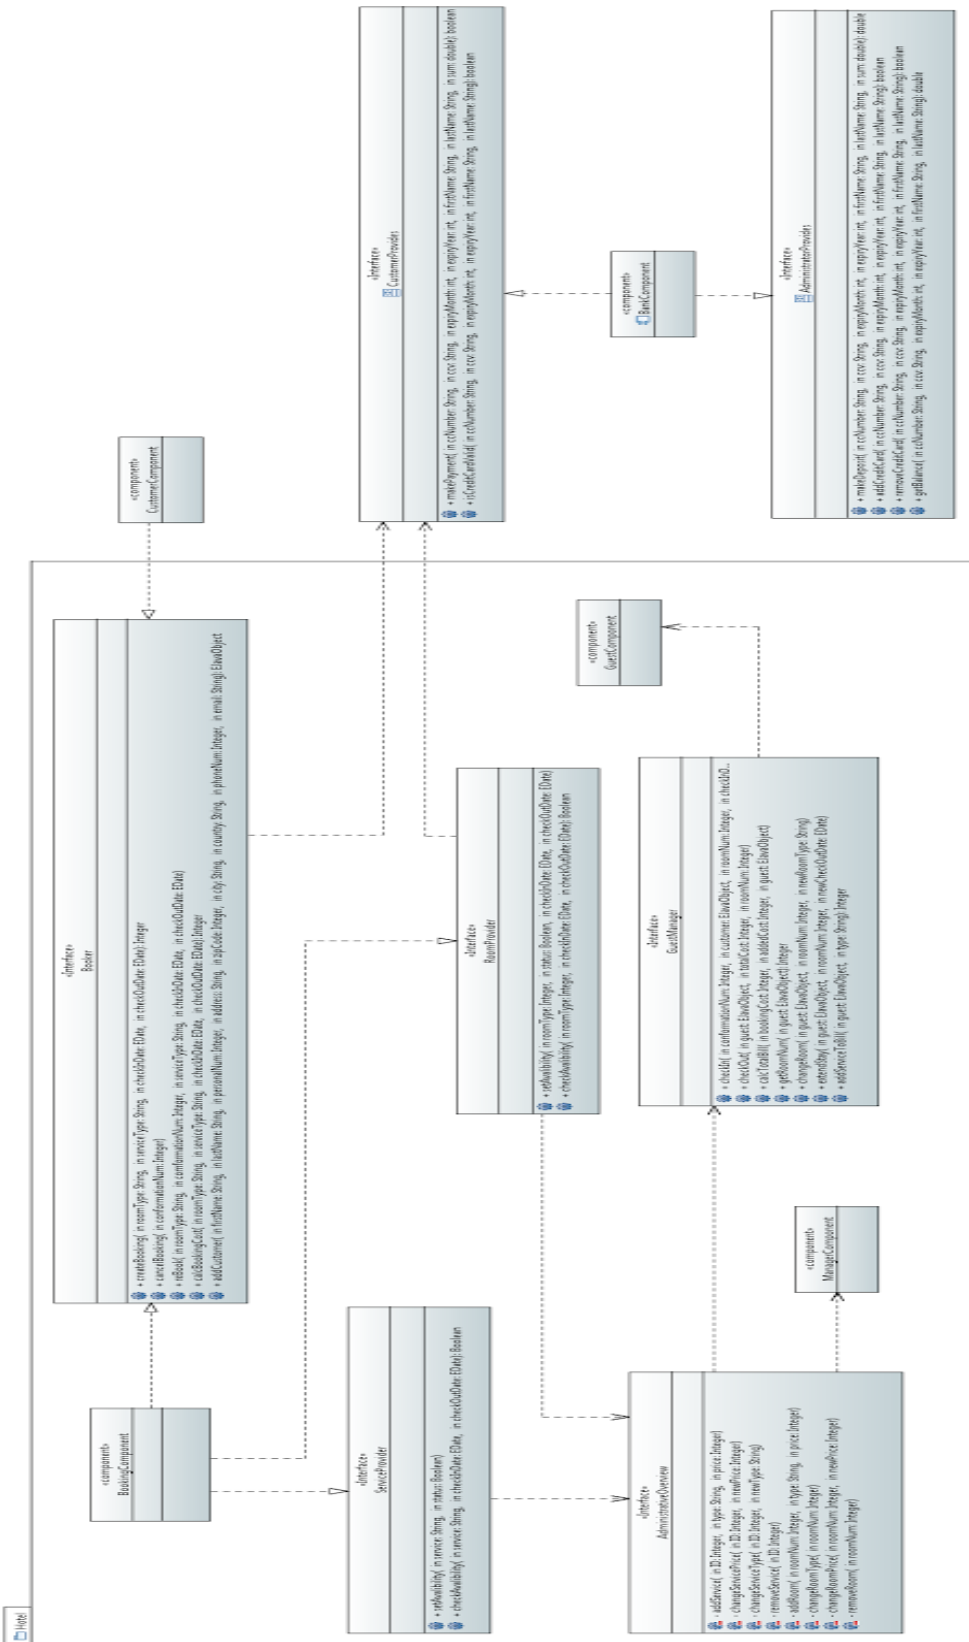 Hotel
«component»
BookingComponent
«Interface»
Booker
+ createBooking( in roomType: String, in serviceType: String, in checkInDate: EDate, in checkOutDate: EDate): Integer
+ cancelBooking( in conformationNum: Integer)
+ reBook( in roomType: String, in comformationNum: Integer, in serviceType: String, in checkInDate: EDate, in checkOutDate: EDate)
+ calcBookingCost( in roomType: String, in serviceType: String, in checkInDate: EDate, in checkOutDate: EDate): Integer
+ addCustomer( in firstName: String, in lastName: String, in personalNum: Integer, in address: String, in zipCode: Integer, in city: String, in country: String, in phoneNum: Integer, in email: String): EJavaObject
«component»
CustomerComponent
«Interface»
ServiceProvider
+ setAvailbility( in service: String, in status: Boolean)
+ checkAvailability( in service: String, in checkInDate: EDate, in checkOutDate: EDate): Boolean
«Interface»
RoomProvider
+ setAvailbility( in roomType: Integer, in status: Boolean, in checkInDate: EDate, in checkOutDate: EDate)
+ checkAvailability( in roomType: Integer, in checkInDate: EDate, in checkOutDate: EDate): Boolean
«Interface»
CustomerProvides
+ makePayment( in ccNumber: String, in ccv: String, in expiryMonth: int, in expiryYear: int, in firstName: String, in lastName: String, in sum: double): boolean
+ isCreditCardValid( in ccNumber: String, in ccv: String, in expiryMonth: int, in expiryYear: int, in firstName: String, in lastName: String): boolean
«component»
GuestComponent
«component»
BankComponent
«Interface»
AdministrativeOverview
- addService( in ID: Integer, in type: String, in price: Integer)
- changeServicePrice( in ID: Integer, in newPrice: Integer)
- changeServiceType( in ID: Integer, in newType: String)
- removeService( in ID: Integer)
- addRoom( in roomNum: Integer, in type: String, in price: Integer)
- changeRoomType( in roomNum: Integer)
- changeRoomPrice( in roomNum: Integer, in newPrice: Integer)
- removeRoom( in roomNum: Integer)
«Interface»
GuestManager
+ checkIn( in conformationNum: Integer, in customer: EJavaObject, in roomNum: Integer, in checkInD...
+ checkOut( in guest: EJavaObject, in totalCost: Integer, in roomNum: Integer)
+ calcTotalBill( in bookingCost: Integer, in addedCost: Integer, in guest: EJavaObject)
+ getRoomNum( in guest: EJavaObject): Integer
+ changeRoom( in guest: EJavaObject, in roomNum: Integer, in newRoomType: String)
+ extendStay( in guest: EJavaObject, in roomNum: Integer, in newCheckOutDate: EDate)
+ addServiceToBill( in guest: EJavaObject, in type: String): Integer
«component»
ManagerComponent
«Interface»
AdministratorProvides
+ makeDeposit( in ccNumber: String, in ccv: String, in expiryMonth: int, in expiryYear: int, in firstName: String, in lastName: String, in sum: double): double
+ addCreditCard( in ccNumber: String, in ccv: String, in expiryMonth: int, in expiryYear: int, in firstName: String, in lastName: String): boolean
+ removeCreditCard( in ccNumber: String, in ccv: String, in expiryMonth: int, in expiryYear: int, in firstName: String, in lastName: String): boolean
+ getBalance( in ccNumber: String, in ccv: String, in expiryMonth: int, in expiryYear: int, in firstName: String, in lastName: String): double